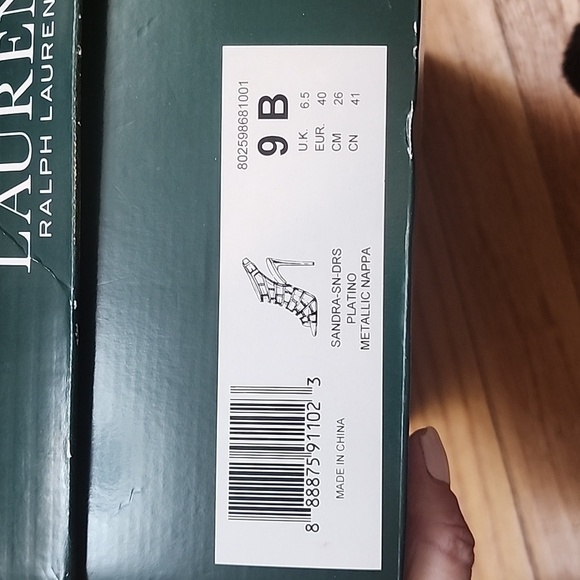 LAUREN
RALPH LAUREN
802598681001
9 B
U.K. 6.5
EUR. 40
CM 26
CN 41
SANDRA-SN-DRS
PLATINO
METALLIC NAPPA
8 88875 91102 3
MADE IN CHINA